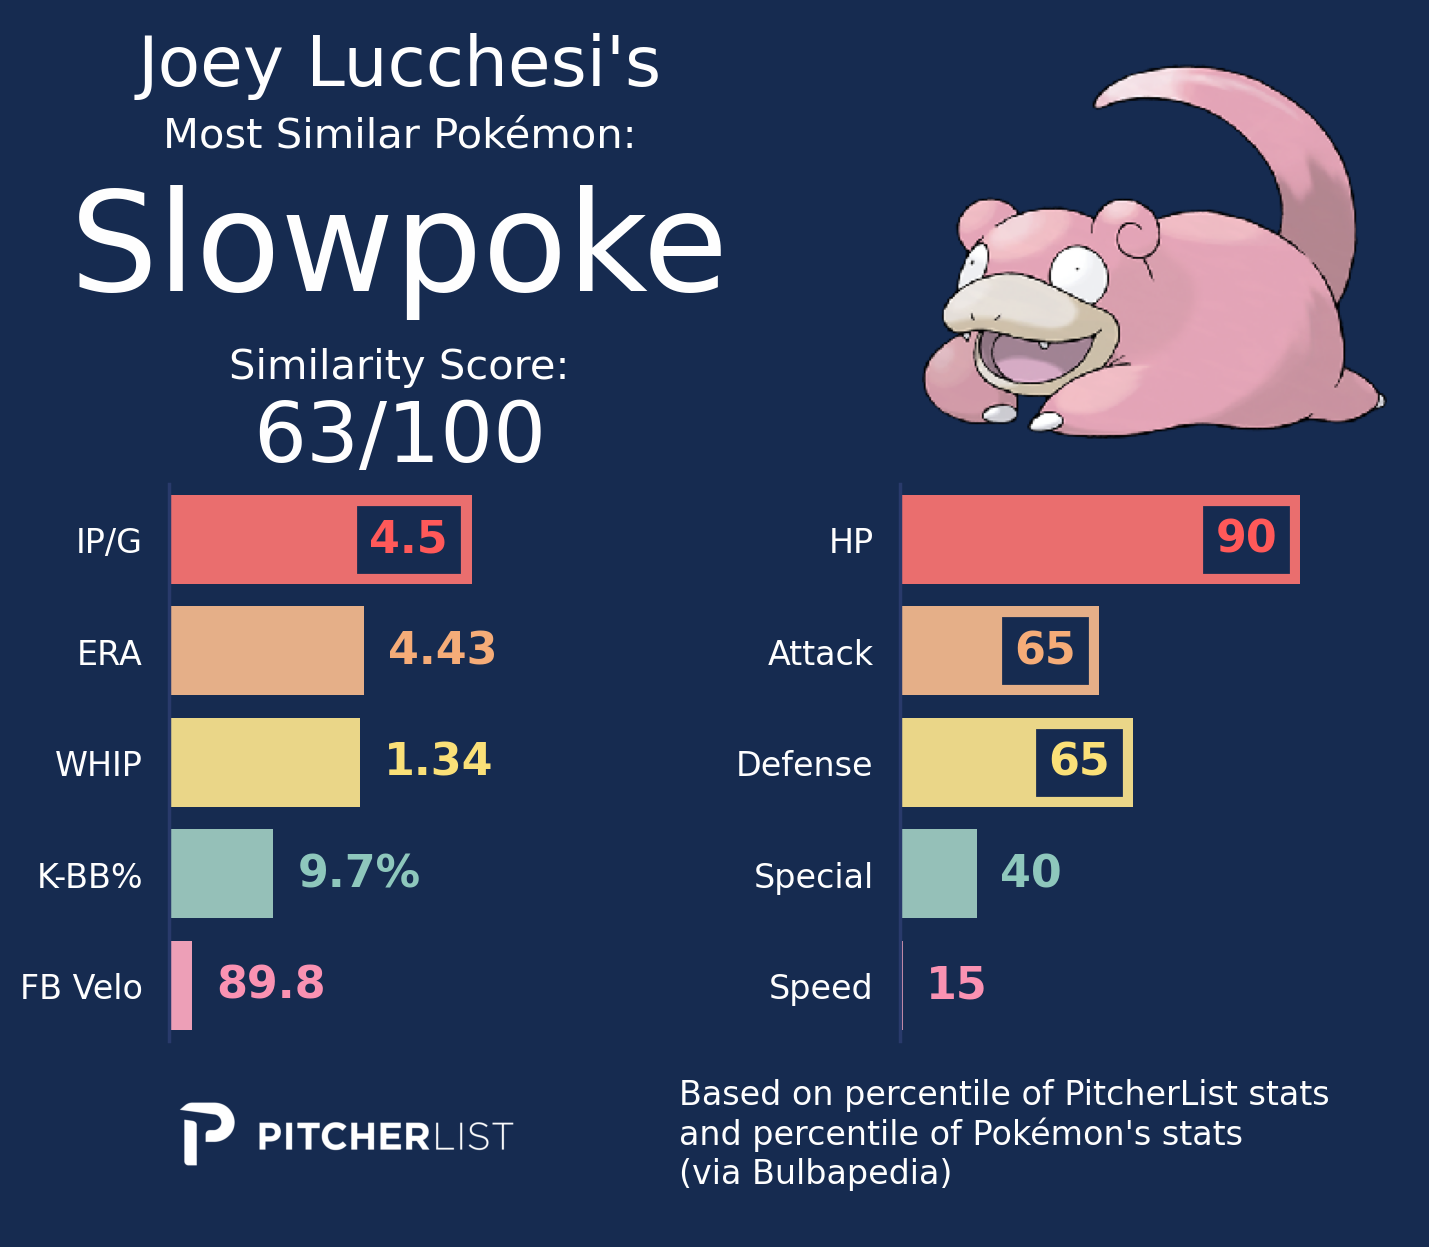 Joey Lucchesi's
Most Similar Pokémon:
Slowpoke
Similarity Score:
63/100
IP/G 4.5
ERA 4.43
WHIP 1.34
K-BB% 9.7%
FB Velo 89.8
HP 90
Attack 65
Defense 65
Special 40
Speed 15
PITCHERLIST
Based on percentile of PitcherList stats
and percentile of Pokémon's stats
(via Bulbapedia)